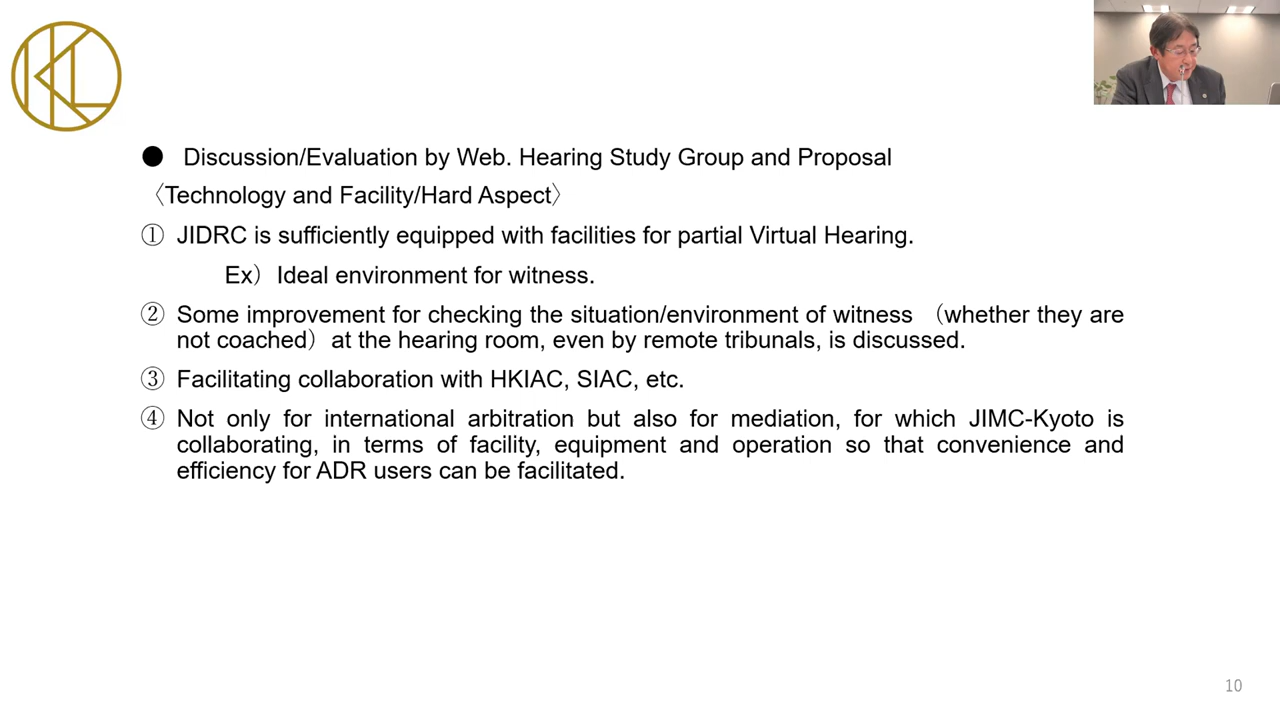 ● Discussion/Evaluation by Web. Hearing Study Group and Proposal
〈Technology and Facility/Hard Aspect〉
① JIDRC is sufficiently equipped with facilities for partial Virtual Hearing.
Ex）Ideal environment for witness.
② Some improvement for checking the situation/environment of witness （whether they are
not coached）at the hearing room, even by remote tribunals, is discussed.
③ Facilitating collaboration with HKIAC, SIAC, etc.
④ Not only for international arbitration but also for mediation, for which JIMC-Kyoto is
collaborating, in terms of facility, equipment and operation so that convenience and
efficiency for ADR users can be facilitated.
10